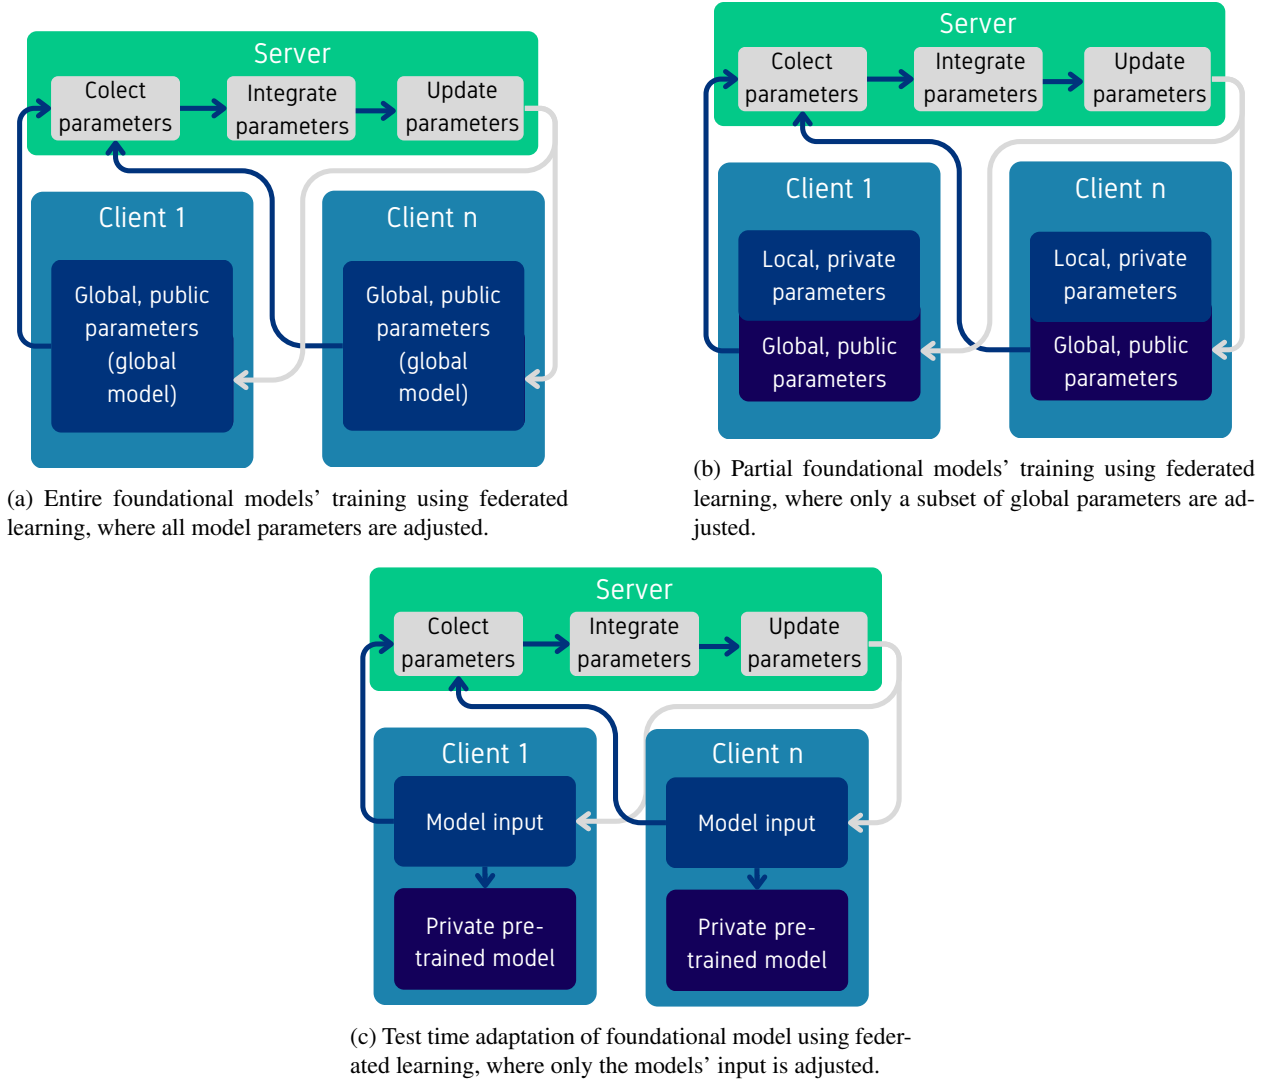 Server
Colect
parameters
Integrate
parameters
Update
parameters
Client 1
Global, public
parameters
(global
model)
Client n
Global, public
parameters
(global
model)
(a) Entire foundational models’ training using federated
learning, where all model parameters are adjusted.
Server
Colect
parameters
Integrate
parameters
Update
parameters
Client 1
Local, private
parameters
Global, public
parameters
Client n
Local, private
parameters
Global, public
parameters
(b) Partial foundational models’ training using federated
learning, where only a subset of global parameters are ad-
justed.
Server
Colect
parameters
Integrate
parameters
Update
parameters
Client 1
Model input
Private pre-
trained model
Client n
Model input
Private pre-
trained model
(c) Test time adaptation of foundational model using feder-
ated learning, where only the models’ input is adjusted.